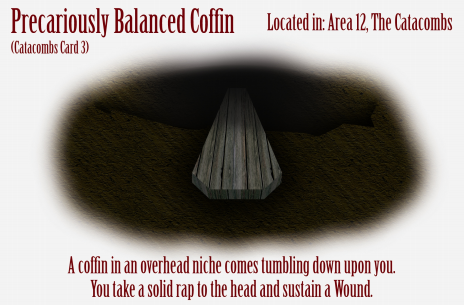 Precariously Balanced Coffin
Located in: Area 12, The Catacombs
(Catacombs Card 3)
A coffin in an overhead niche comes tumbling down upon you.
You take a solid rap to the head and sustain a Wound.